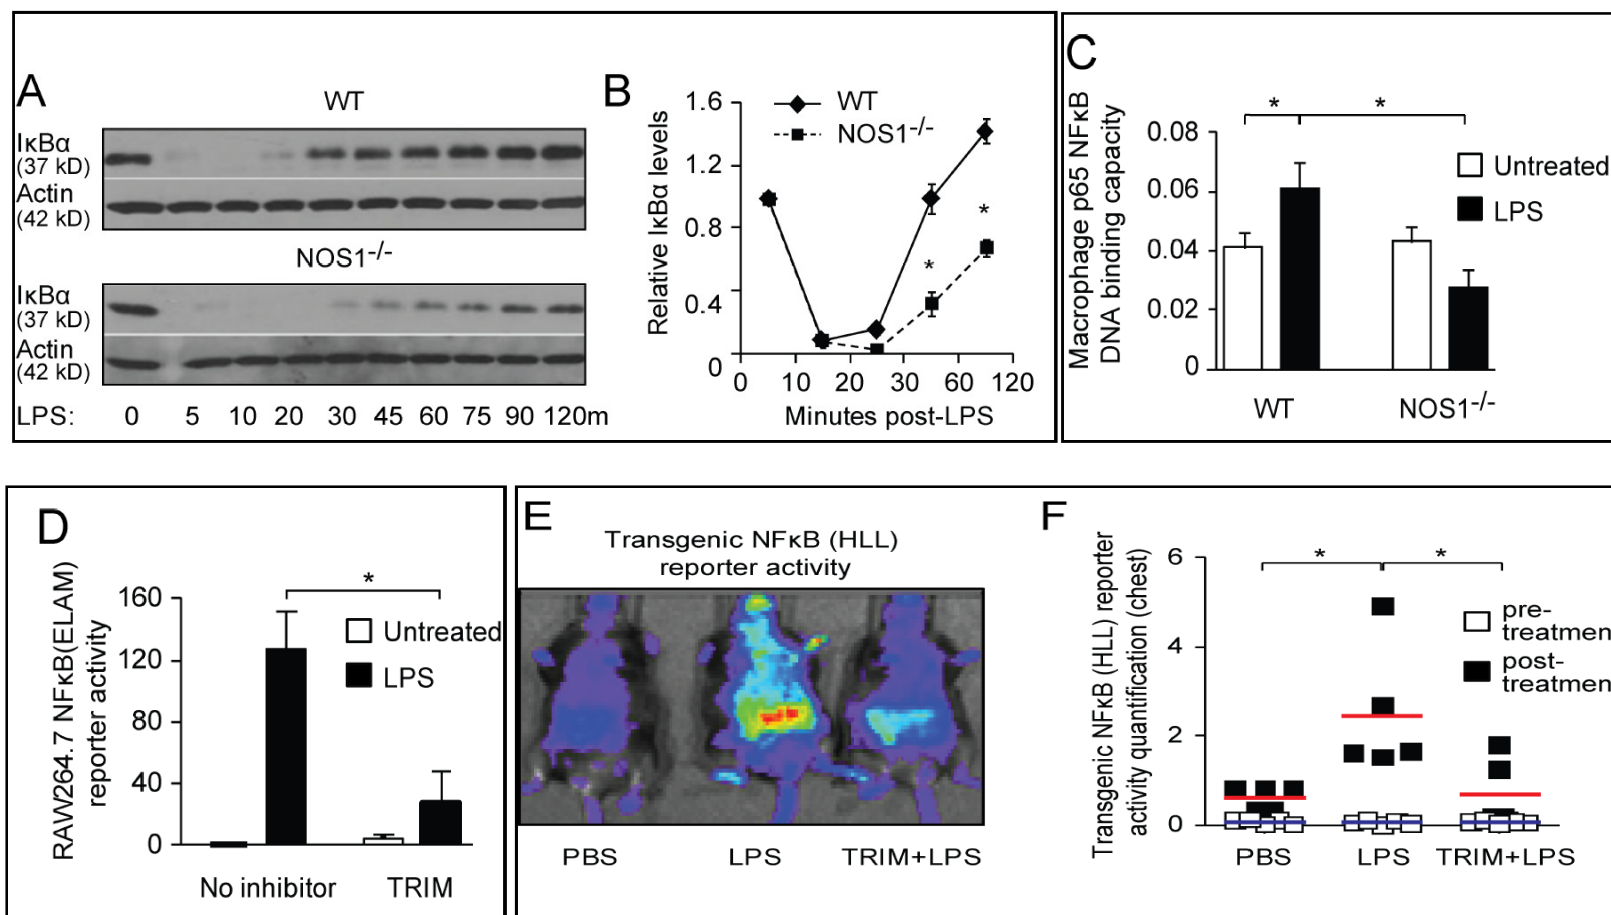 A
WT
IκBα
(37 kD)
Actin
(42 kD)
NOS1-/-
IκBα
(37 kD)
Actin
(42 kD)
LPS: 0 5 10 20 30 45 60 75 90 120m
B
Relative IκBα levels
1.6
1.2
0.8
0.4
0
WT
NOS1-/-
*
*
0 10 20 30 60 120
Minutes post-LPS
C
Macrophage p65 NFκB
DNA binding capacity
* *
0.08
0.06
0.04
0.02
0
Untreated
LPS
WT NOS1-/-
D
RAW264.7 NFκB(ELAM)
reporter activity
160
120
80
40
0
*
Untreated
LPS
No inhibitor TRIM
E
Transgenic NFκB (HLL)
reporter activity
PBS LPS TRIM+LPS
F
Transgenic NFκB (HLL) reporter
activity quantification (chest)
6
4
2
0
* *
pre-
treatmen
post-
treatmen
PBS LPS TRIM+LPS